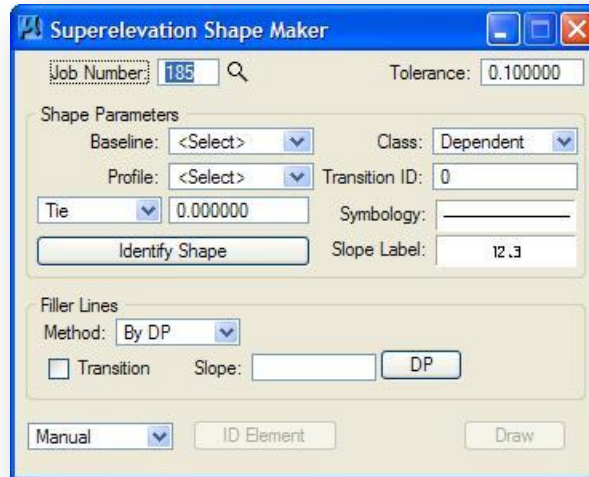 Superelevation Shape Maker
Job Number: 185 Tolerance: 0.100000
Shape Parameters
Baseline: <Select> Class: Dependent
Profile: <Select> Transition ID: 0
Tie 0.000000 Symbology:
Identify Shape Slope Label: 12.3
Filler Lines
Method: By DP
Transition Slope: DP
Manual ID Element Draw